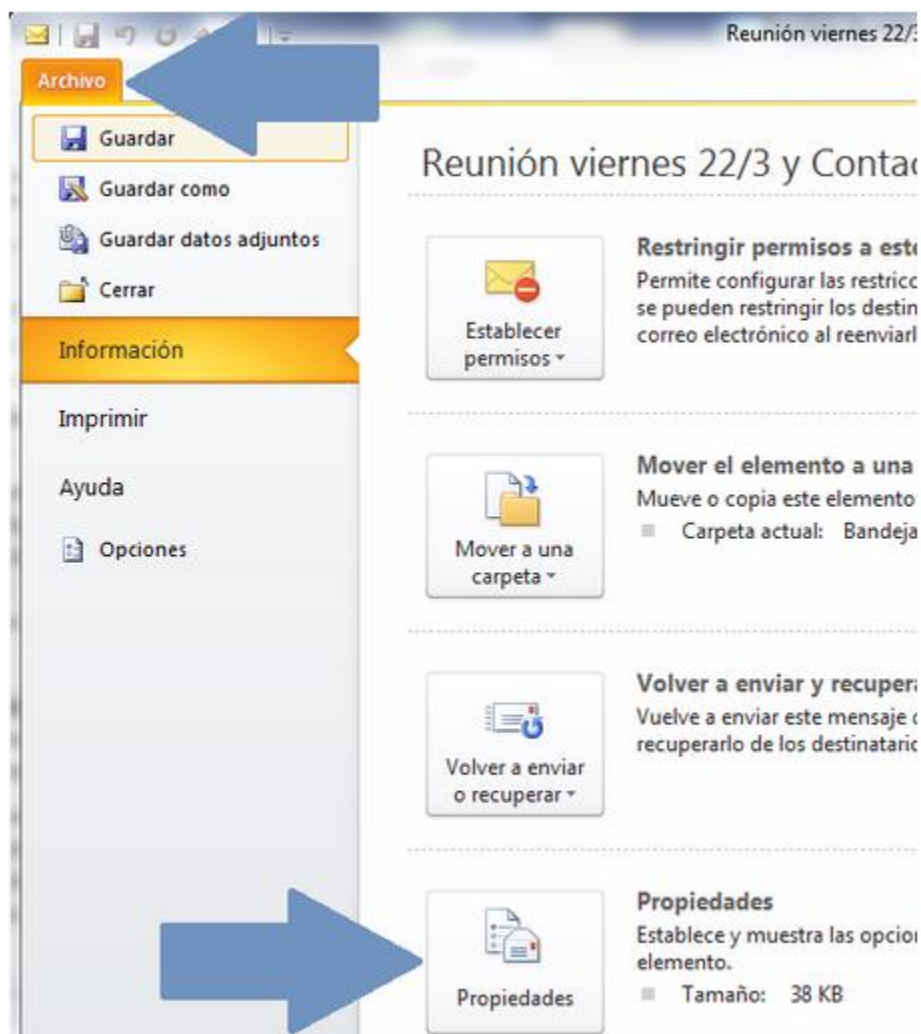 Reunión viernes 22/3
Archivo
Guardar
Guardar como
Guardar datos adjuntos
Cerrar
Información
Imprimir
Ayuda
Opciones
Reunión viernes 22/3 y Contac
Establecer
permisos
Restringir permisos a este
Permite configurar las restricc
se pueden restringir los destin
correo electrónico al reenviarl
Mover a una
carpeta
Mover el elemento a una
Mueve o copia este elemento
Carpeta actual: Bandeja
Volver a enviar
o recuperar
Volver a enviar y recupera
Vuelve a enviar este mensaje
recuperarlo de los destinatario
Propiedades
Propiedades
Establece y muestra las opcion
elemento.
Tamaño: 38 KB